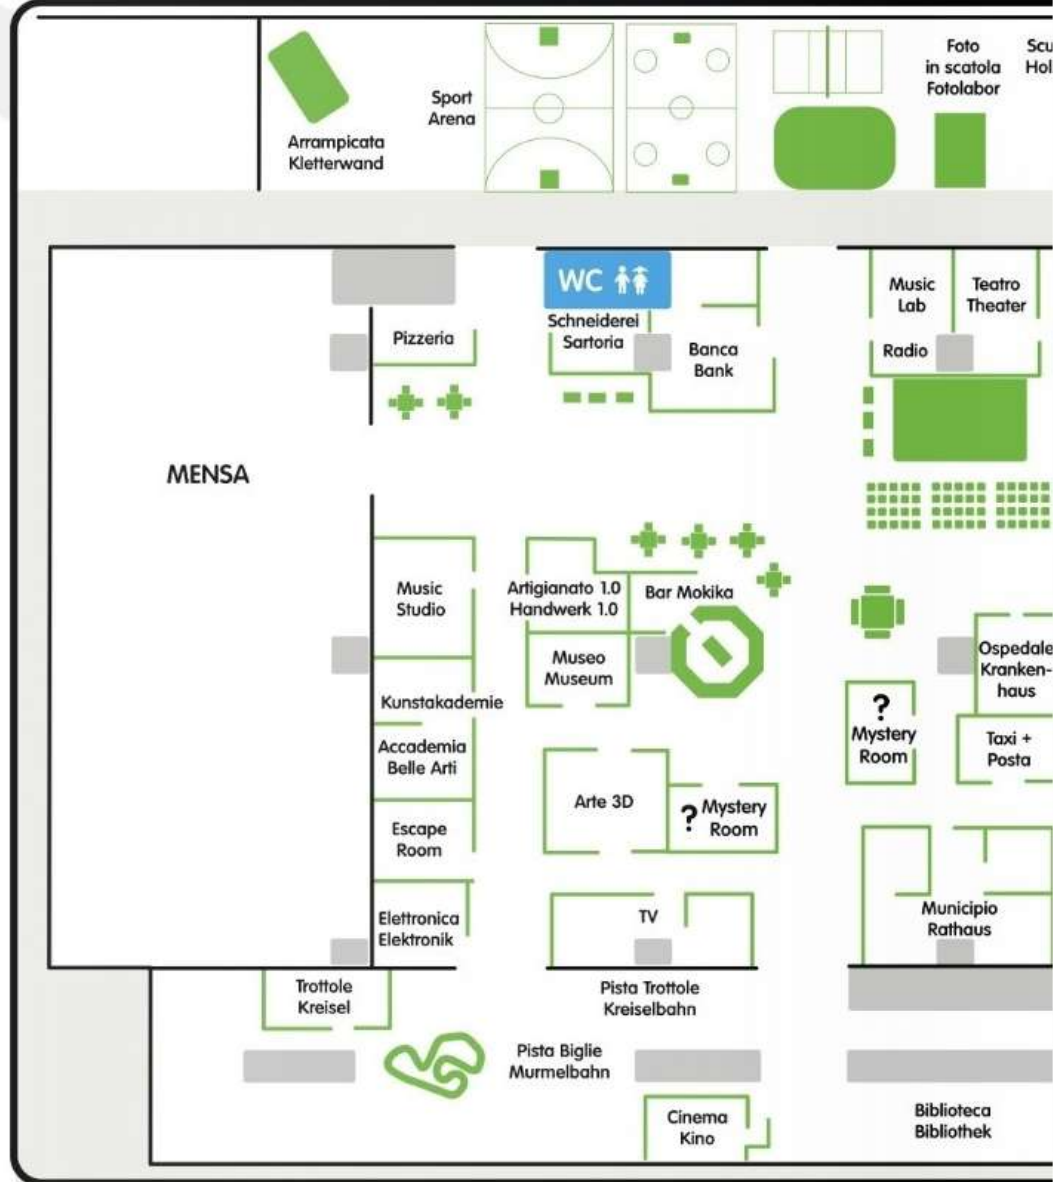 Foto
in scatola
Fotolabor
Scu
Hol
Sport
Arena
Arrampicata
Kletterwand
WC
Schneiderei
Sartoria
Pizzeria
Banca
Bank
Music
Lab
Teatro
Theater
Radio
MENSA
Music
Studio
Artigianato 1.0
Handwerk 1.0
Bar Mokika
Museo
Museum
Ospedale
Kranken-
haus
Kunstakademie
Accademia
Belle Arti
?
Mystery
Room
Taxi +
Posta
Arte 3D
? Mystery
Room
Escape
Room
Elettronica
Elektronik
TV
Municipio
Rathaus
Trottole
Kreisel
Pista Trottole
Kreiselbahn
Pista Biglie
Murmelbahn
Cinema
Kino
Biblioteca
Bibliothek